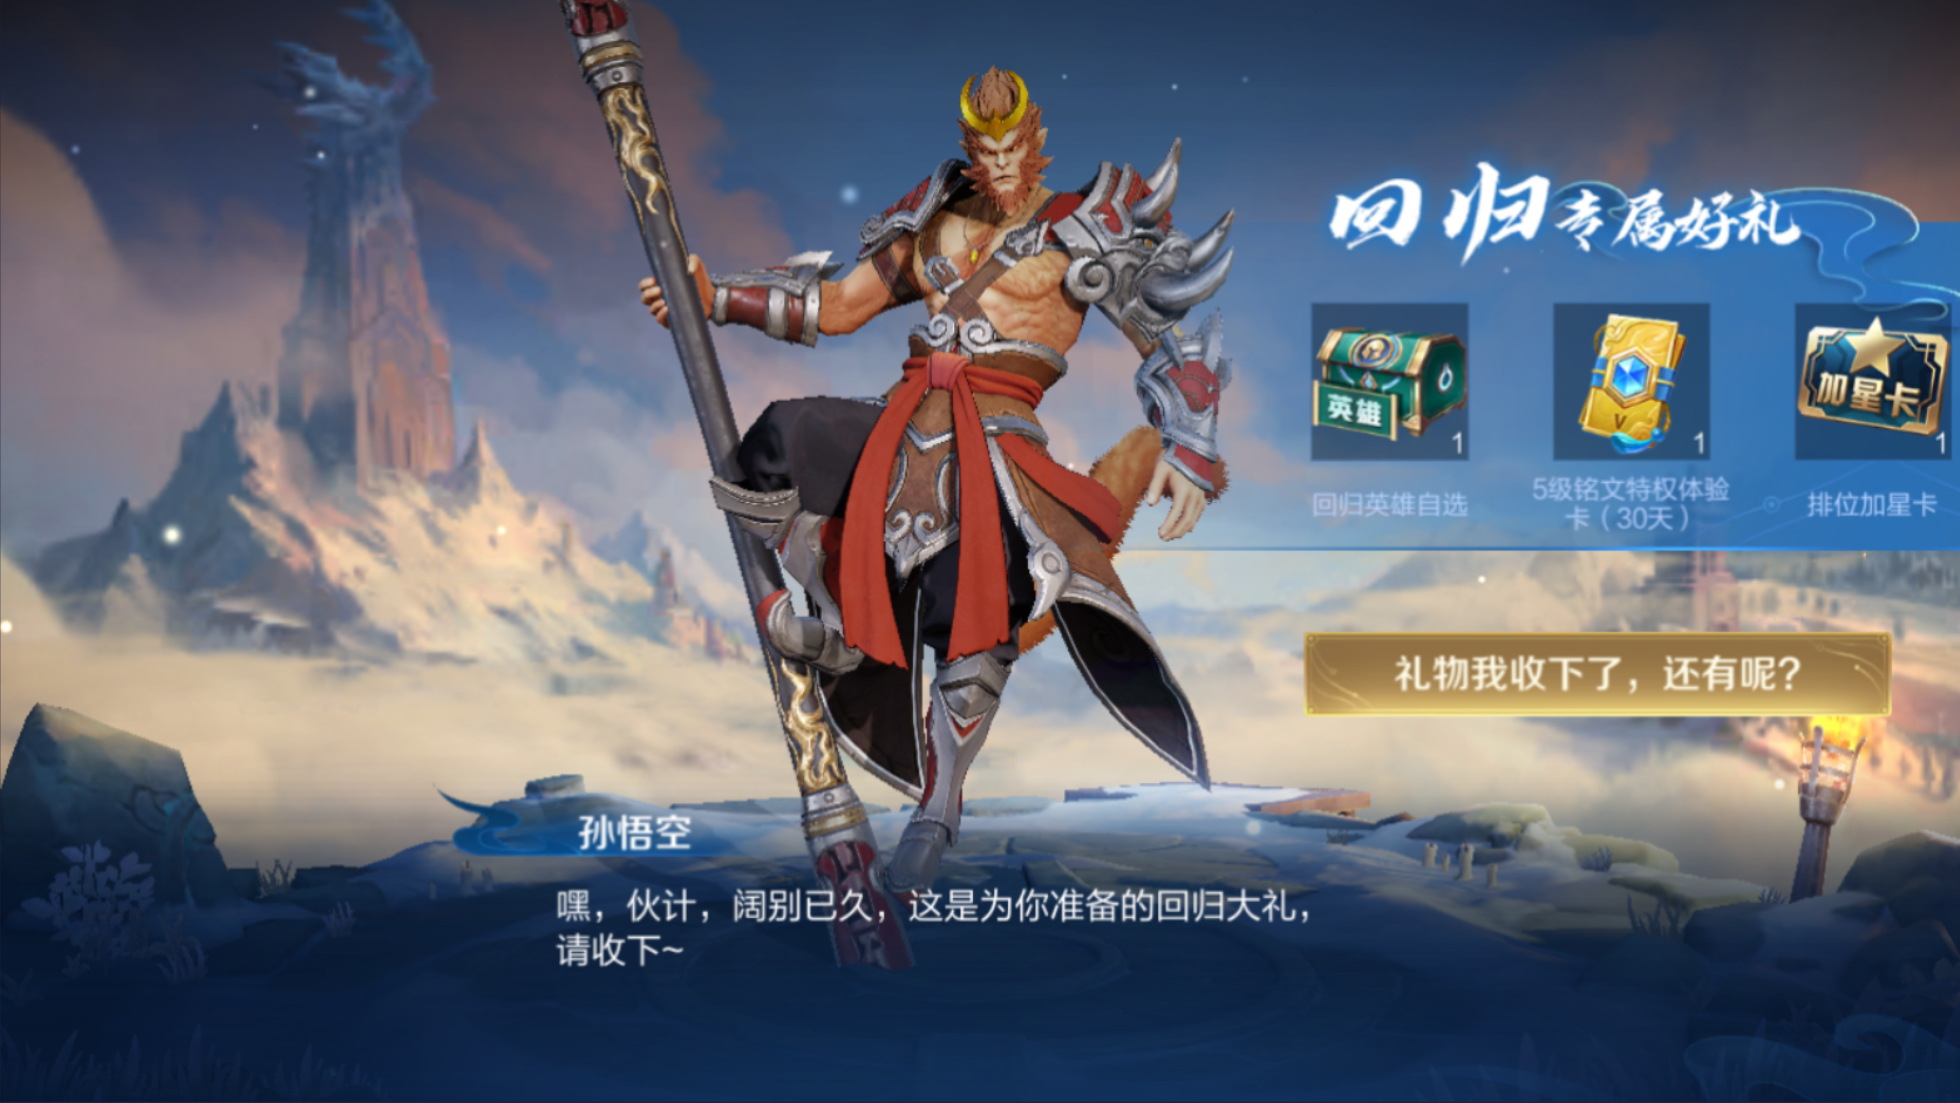 回归专属好礼
英雄
1
V
1
加星卡
1
回归英雄自选
5级铭文特权体验
卡（30天）
排位加星卡
礼物我收下了，还有呢？
孙悟空
嘿，伙计，阔别已久，这是为你准备的回归大礼，
请收下~